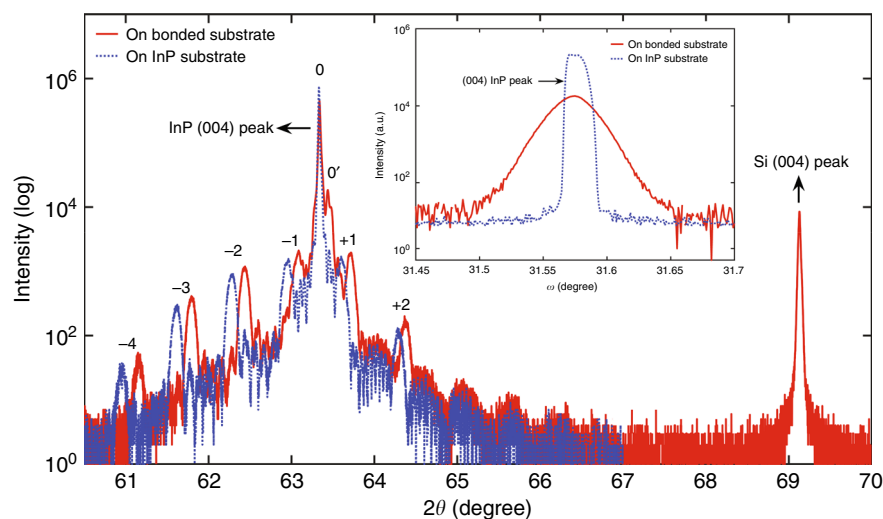 On bonded substrate
On InP substrate
InP (004) peak
0
0′
−1
+1
−2
−3
−4
+2
Si (004) peak
Intensity (log)
10⁶
10⁴
10²
10⁰
61 62 63 64 65 66 67 68 69 70
2θ (degree)
On bonded substrate
On InP substrate
(004) InP peak
Intensity (a.u.)
10⁶
10⁴
10²
10⁰
31.45 31.5 31.55 31.6 31.65 31.7
ω (degree)